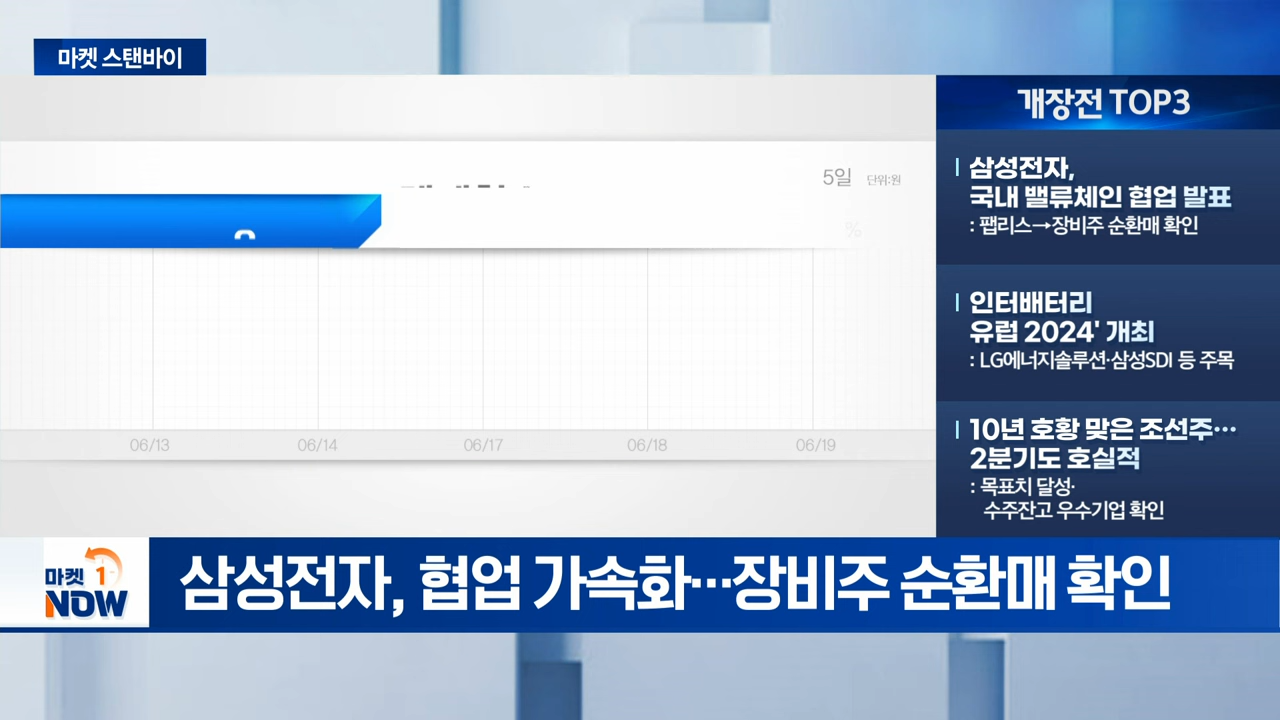 마켓 스탠바이
개장전 TOP3
5일 단위:원
%
06/13 06/14 06/17 06/18 06/19
삼성전자,
국내 밸류체인 협업 발표
: 팹리스→장비주 순환매 확인
인터배터리
유럽 2024' 개최
: LG에너지솔루션·삼성SDI 등 주목
10년 호황 맞은 조선주…
2분기도 호실적
: 목표치 달성·
수주잔고 우수기업 확인
마켓 1
NOW
삼성전자, 협업 가속화…장비주 순환매 확인